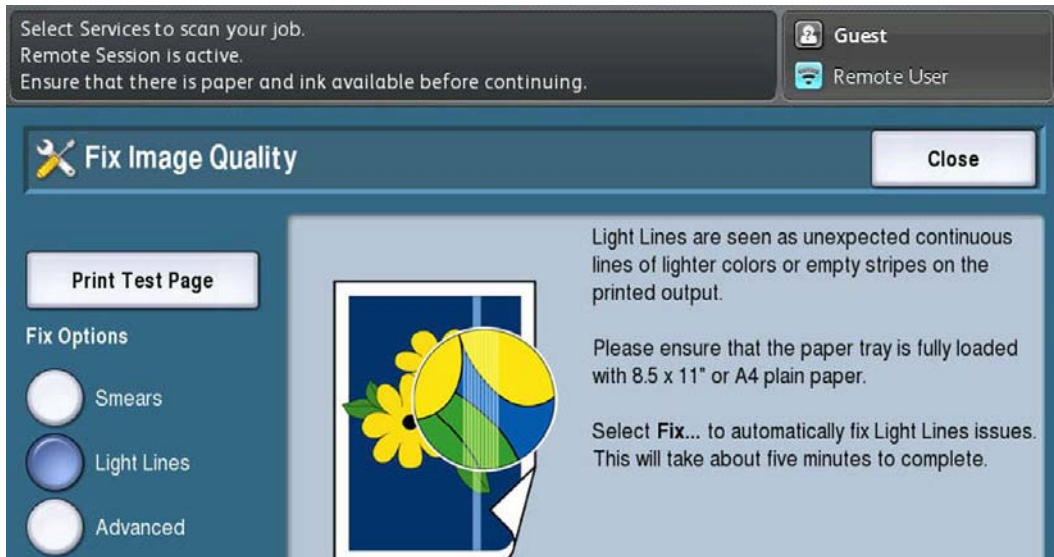 Select Services to scan your job.
Remote Session is active.
Ensure that there is paper and ink available before continuing.
Guest
Remote User
Fix Image Quality
Close
Print Test Page
Fix Options
Smears
Light Lines
Advanced
Light Lines are seen as unexpected continuous
lines of lighter colors or empty stripes on the
printed output.
Please ensure that the paper tray is fully loaded
with 8.5 x 11" or A4 plain paper.
Select Fix... to automatically fix Light Lines issues.
This will take about five minutes to complete.